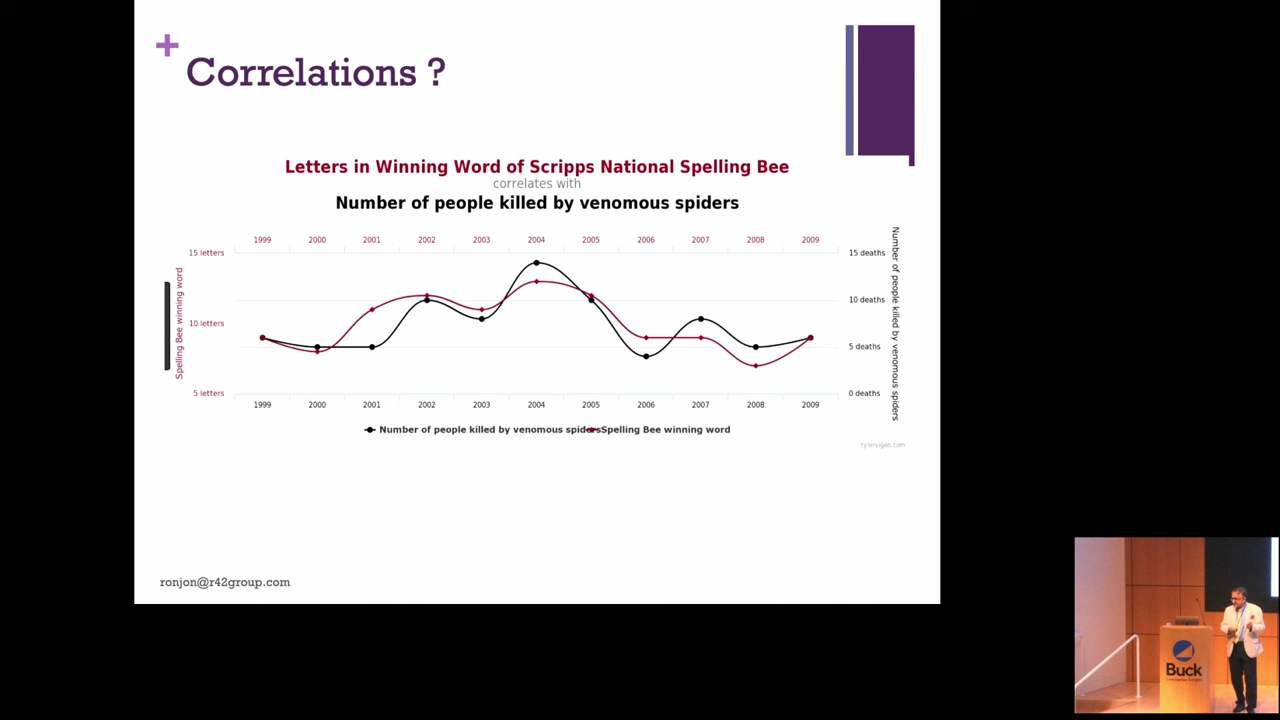 +
Correlations ?
Letters in Winning Word of Scripps National Spelling Bee
correlates with
Number of people killed by venomous spiders
1999 2000 2001 2002 2003 2004 2005 2006 2007 2008 2009
15 letters
10 letters
5 letters
Spelling Bee winning word
15 deaths
10 deaths
5 deaths
0 deaths
Number of people killed by venomous spiders
1999 2000 2001 2002 2003 2004 2005 2006 2007 2008 2009
Number of people killed by venomous spiders Spelling Bee winning word
tylervigen.com
ronjon@r42group.com
Buck